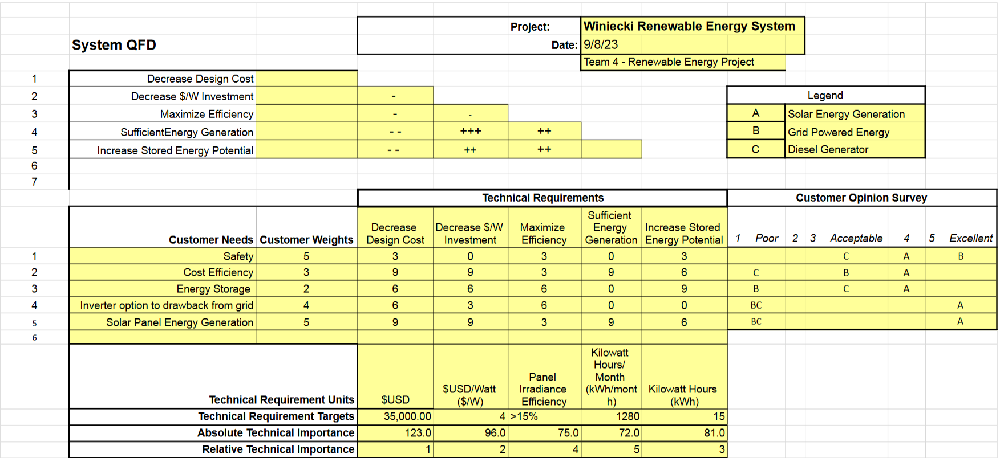 Project: Winiecki Renewable Energy System
System QFD Date: 9/8/23
Team 4 - Renewable Energy Project
1 Decrease Design Cost
2 Decrease $/W Investment - Legend
3 Maximize Efficiency - - A Solar Energy Generation
4 SufficientEnergy Generation - - +++ ++ B Grid Powered Energy
5 Increase Stored Energy Potential - - ++ ++ C Diesel Generator
6
7
Technical Requirements Customer Opinion Survey
Customer Needs Customer Weights Decrease Design Cost Decrease $/W Investment Maximize Efficiency Sufficient Energy Generation Increase Stored Energy Potential 1 Poor 2 3 Acceptable 4 5 Excellent
1 Safety 5 3 0 3 0 3 C A B
2 Cost Efficiency 3 9 9 3 9 6 C B A
3 Energy Storage 2 6 6 6 0 9 B C A
4 Inverter option to drawback from grid 4 6 3 6 0 0 BC A
5 Solar Panel Energy Generation 5 9 9 3 9 6 BC A
6
Technical Requirement Units $USD $USD/Watt ($/W) Panel Irradiance Efficiency Kilowatt Hours/ Month (kWh/mont h) Kilowatt Hours (kWh)
Technical Requirement Targets 35,000.00 4 >15% 1280 15
Absolute Technical Importance 123.0 96.0 75.0 72.0 81.0
Relative Technical Importance 1 2 4 5 3